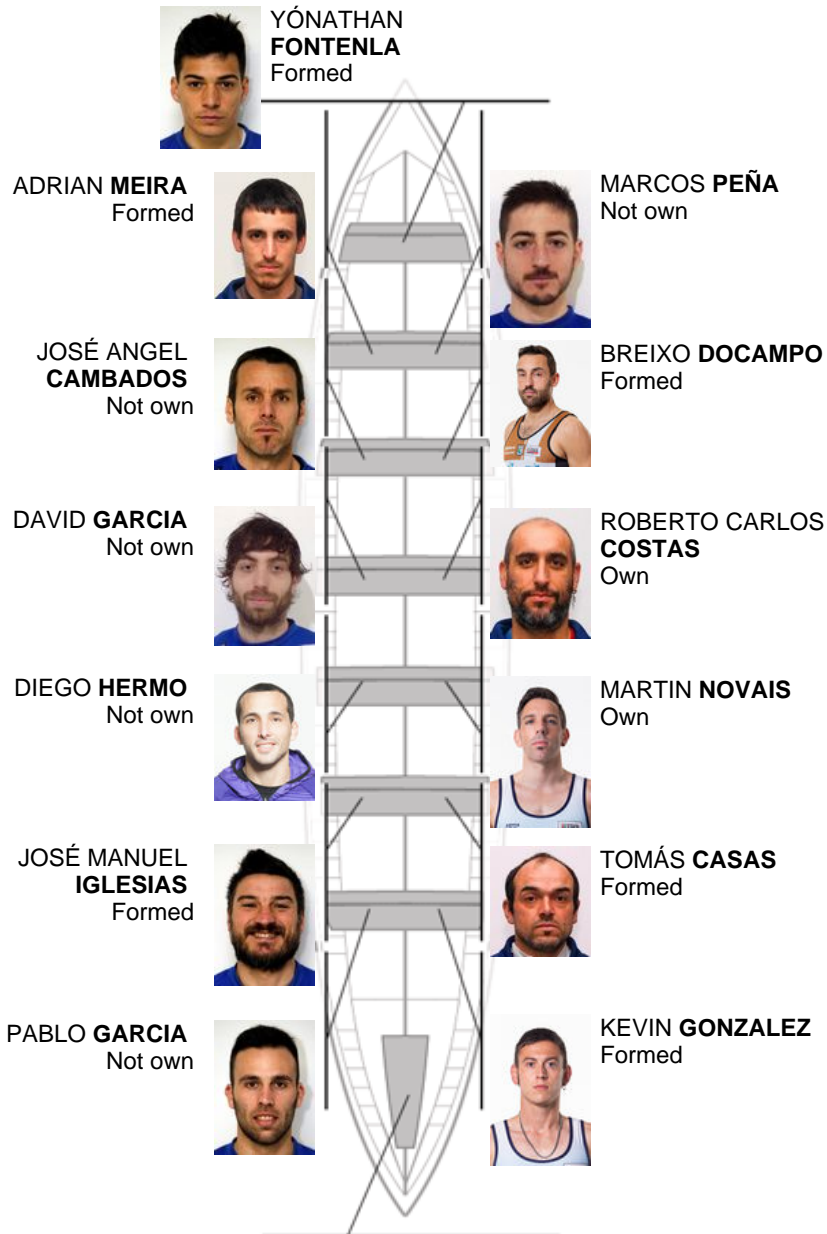 YÓNATHAN
FONTENLA
Formed
ADRIAN MEIRA
Formed
MARCOS PEÑA
Not own
JOSÉ ANGEL
CAMBADOS
Not own
BREIXO DOCAMPO
Formed
DAVID GARCIA
Not own
ROBERTO CARLOS
COSTAS
Own
DIEGO HERMO
Not own
MARTIN NOVAIS
Own
JOSÉ MANUEL
IGLESIAS
Formed
TOMÁS CASAS
Formed
PABLO GARCIA
Not own
KEVIN GONZALEZ
Formed